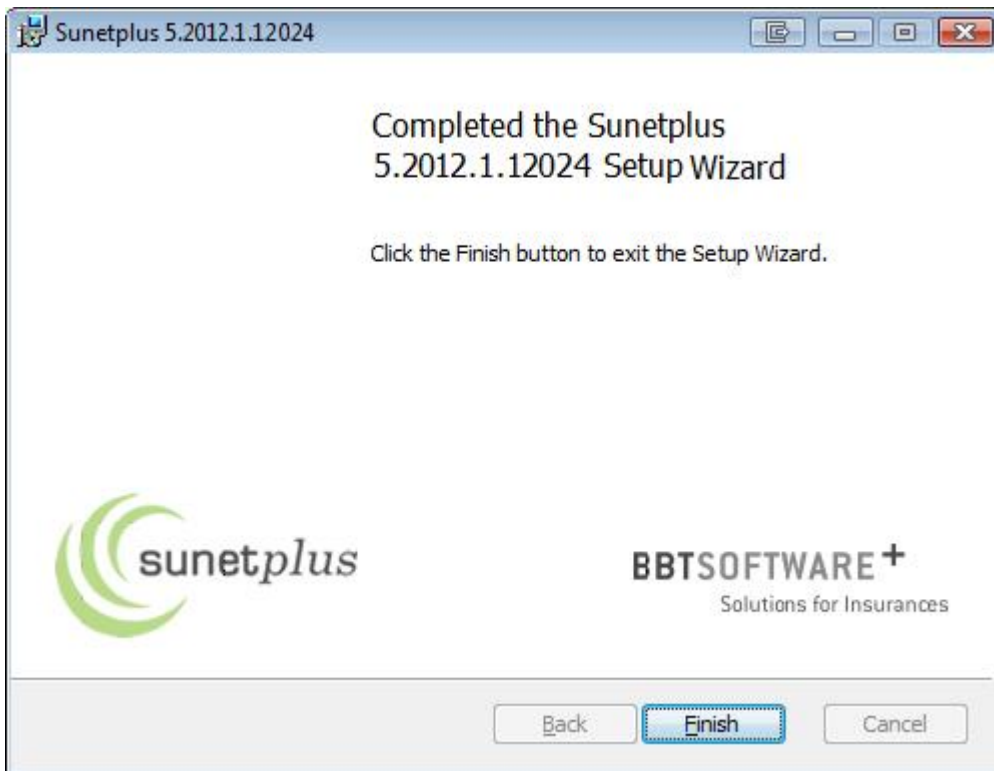 Sunetplus 5.2012.1.12024
Completed the Sunetplus
5.2012.1.12024 Setup Wizard
Click the Finish button to exit the Setup Wizard.
sunetplus
BBTSOFTWARE+
Solutions for Insurances
Back Finish Cancel